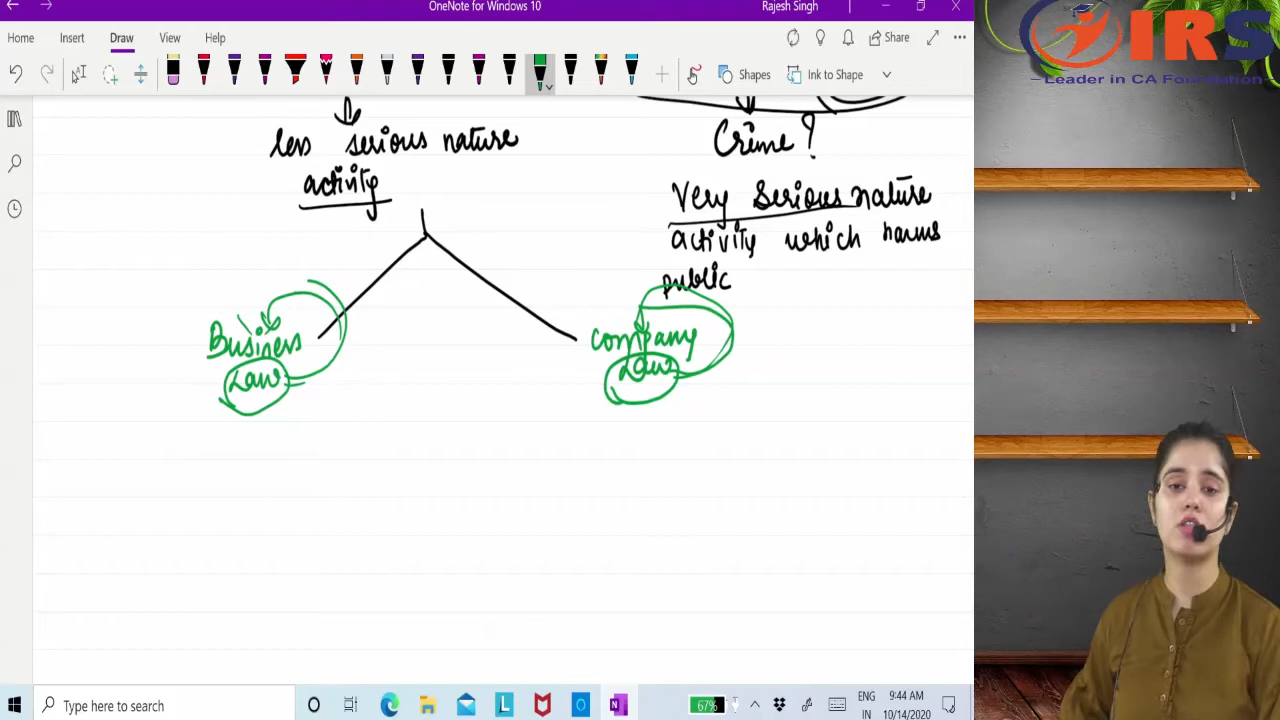 OneNote for Windows 10
Rajesh Singh
Home Insert Draw View Help
Share
Shapes
Ink to Shape
IRS
Leader in CA Foundation
less serious nature
activity
Crime?
Very Serious nature
activity which harms
public
Business
Law
company
Law
Type here to search
67%
ENG
IN
9:44 AM
10/14/2020